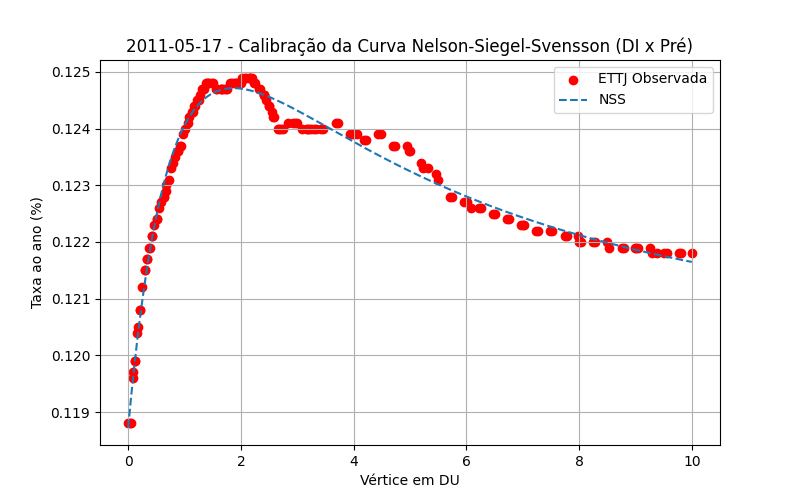 2011-05-17 - Calibração da Curva Nelson-Siegel-Svensson (DI x Pré)
ETTJ Observada
NSS
Taxa ao ano (%)
0.125
0.124
0.123
0.122
0.121
0.120
0.119
0 2 4 6 8 10
Vértice em DU